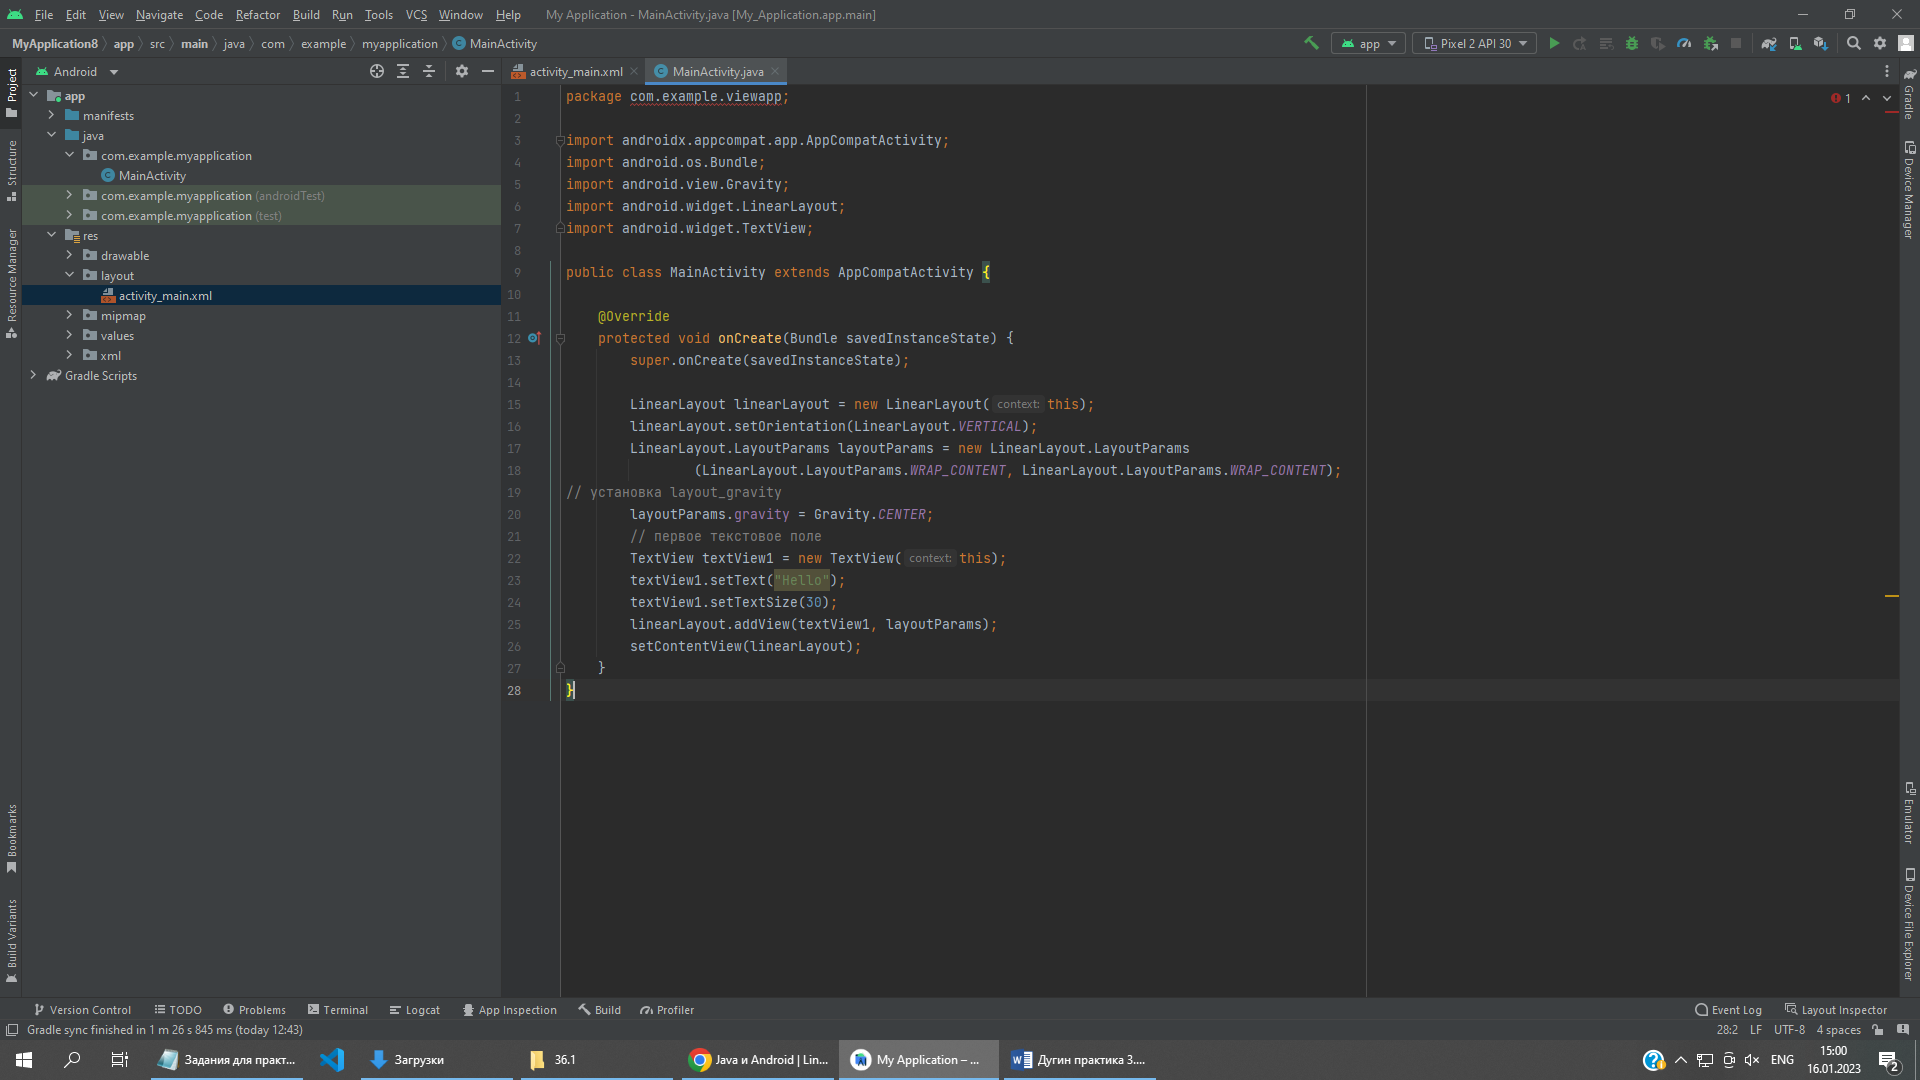 File Edit View Navigate Code Refactor Build Run Tools VCS Window Help My Application - MainActivity.java [My_Application.app.main]
MyApplication8 app src main java com example myapplication MainActivity app Pixel 2 API 30
Android activity_main.xml MainActivity.java
Project
Structure
Resource Manager
Bookmarks
Build Variants
app
manifests
java
com.example.myapplication
MainActivity
com.example.myapplication (androidTest)
com.example.myapplication (test)
res
drawable
layout
activity_main.xml
mipmap
values
xml
Gradle Scripts
1 package com.example.viewapp;
2
3 import androidx.appcompat.app.AppCompatActivity;
4 import android.os.Bundle;
5 import android.view.Gravity;
6 import android.widget.LinearLayout;
7 import android.widget.TextView;
8
9 public class MainActivity extends AppCompatActivity {
10
11 @Override
12 protected void onCreate(Bundle savedInstanceState) {
13 super.onCreate(savedInstanceState);
14
15 LinearLayout linearLayout = new LinearLayout( context: this);
16 linearLayout.setOrientation(LinearLayout.VERTICAL);
17 LinearLayout.LayoutParams layoutParams = new LinearLayout.LayoutParams
18 (LinearLayout.LayoutParams.WRAP_CONTENT, LinearLayout.LayoutParams.WRAP_CONTENT);
19 // установка layout_gravity
20 layoutParams.gravity = Gravity.CENTER;
21 // первое текстовое поле
22 TextView textView1 = new TextView( context: this);
23 textView1.setText("Hello");
24 textView1.setTextSize(30);
25 linearLayout.addView(textView1, layoutParams);
26 setContentView(linearLayout);
27 }
28 }
1
Gradle
Device Manager
Emulator
Device File Explorer
Version Control TODO Problems Terminal Logcat App Inspection Build Profiler Event Log Layout Inspector
Gradle sync finished in 1 m 26 s 845 ms (today 12:43) 28:2 LF UTF-8 4 spaces
Задания для практ... Загрузки 36.1 Java и Android | Lin... My Application – ... Дугин практика 3.... ENG 15:00
16.01.2023 2